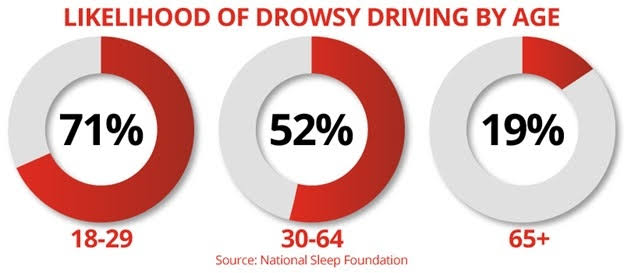 LIKELIHOOD OF DROWSY DRIVING BY AGE
71% 52% 19%
18-29 30-64 65+
Source: National Sleep Foundation